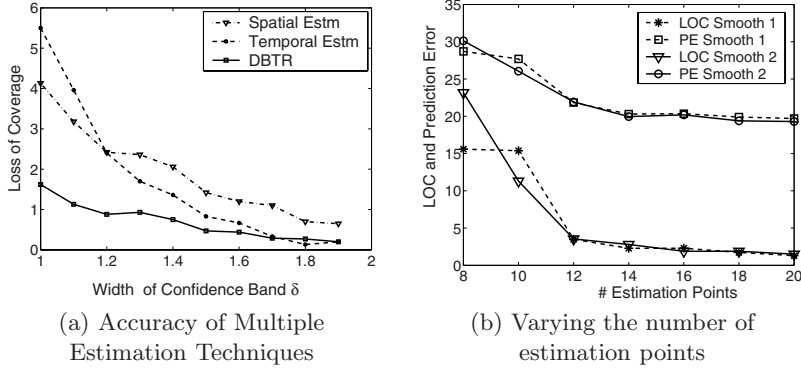 6
5
4
3
2
1
0
Loss of Coverage
Spatial Estm
Temporal Estm
DBTR
1
1.2
1.4
1.6
1.8
2
Width of Confidence Band δ
(a) Accuracy of Multiple
Estimation Techniques
35
30
25
20
15
10
5
0
LOC and Prediction Error
LOC Smooth 1
PE Smooth 1
LOC Smooth 2
PE Smooth 2
8
10
12
14
16
18
20
# Estimation Points
(b) Varying the number of
estimation points